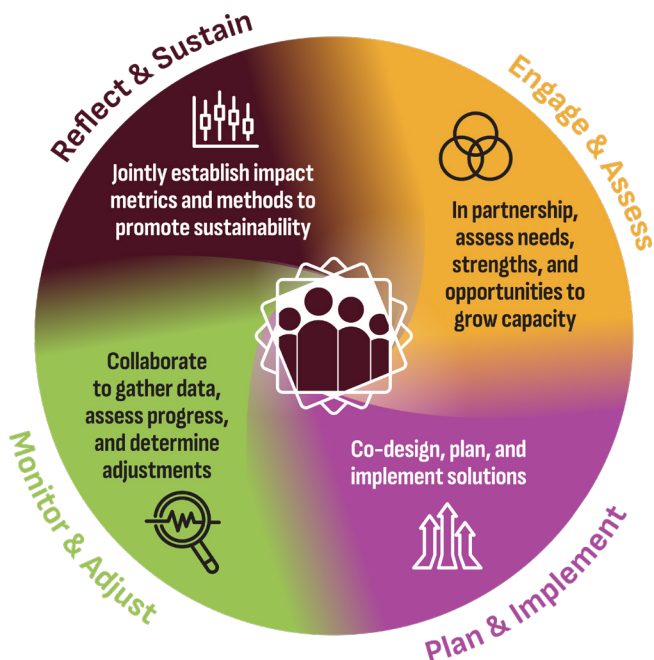 Reflect & Sustain
Jointly establish impact
metrics and methods to
promote sustainability
Engage & Assess
In partnership,
assess needs,
strengths, and
opportunities to
grow capacity
Collaborate
to gather data,
assess progress,
and determine
adjustments
Monitor & Adjust
Co-design, plan, and
implement solutions
Plan & Implement